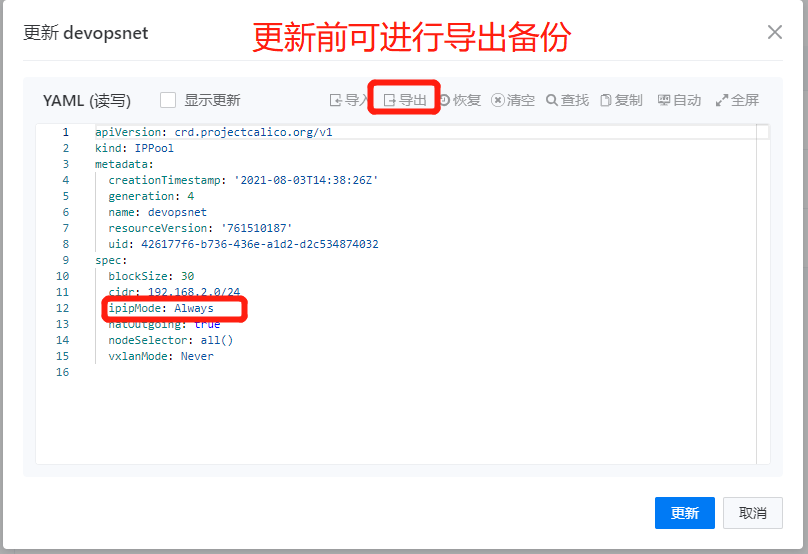 更新 devopsnet
更新前可进行导出备份
YAML (读写) 显示更新 导入 导出 恢复 清空 查找 复制 自动 全屏
1 apiVersion: crd.projectcalico.org/v1
2 kind: IPPool
3 metadata:
4 creationTimestamp: '2021-08-03T14:38:26Z'
5 generation: 4
6 name: devopsnet
7 resourceVersion: '761510187'
8 uid: 426177f6-b736-436e-a1d2-d2c534874032
9 spec:
10 blockSize: 30
11 cidr: 192.168.2.0/24
12 ipipMode: Always
13 natOutgoing: true
14 nodeSelector: all()
15 vxlanMode: Never
16
更新 取消